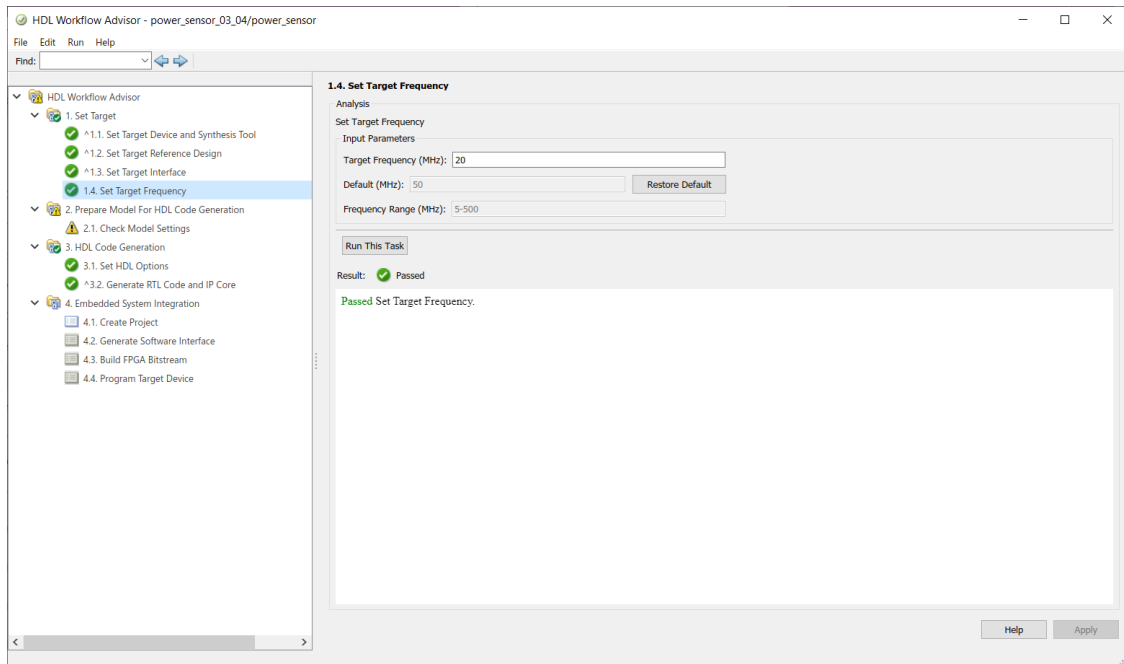 HDL Workflow Advisor - power_sensor_03_04/power_sensor
File Edit Run Help
Find:
HDL Workflow Advisor
1. Set Target
^1.1. Set Target Device and Synthesis Tool
^1.2. Set Target Reference Design
^1.3. Set Target Interface
1.4. Set Target Frequency
2. Prepare Model For HDL Code Generation
2.1. Check Model Settings
3. HDL Code Generation
3.1. Set HDL Options
^3.2. Generate RTL Code and IP Core
4. Embedded System Integration
4.1. Create Project
4.2. Generate Software Interface
4.3. Build FPGA Bitstream
4.4. Program Target Device
1.4. Set Target Frequency
Analysis
Set Target Frequency
Input Parameters
Target Frequency (MHz): 20
Default (MHz): 50 Restore Default
Frequency Range (MHz): 5-500
Run This Task
Result: Passed
Passed Set Target Frequency.
Help Apply